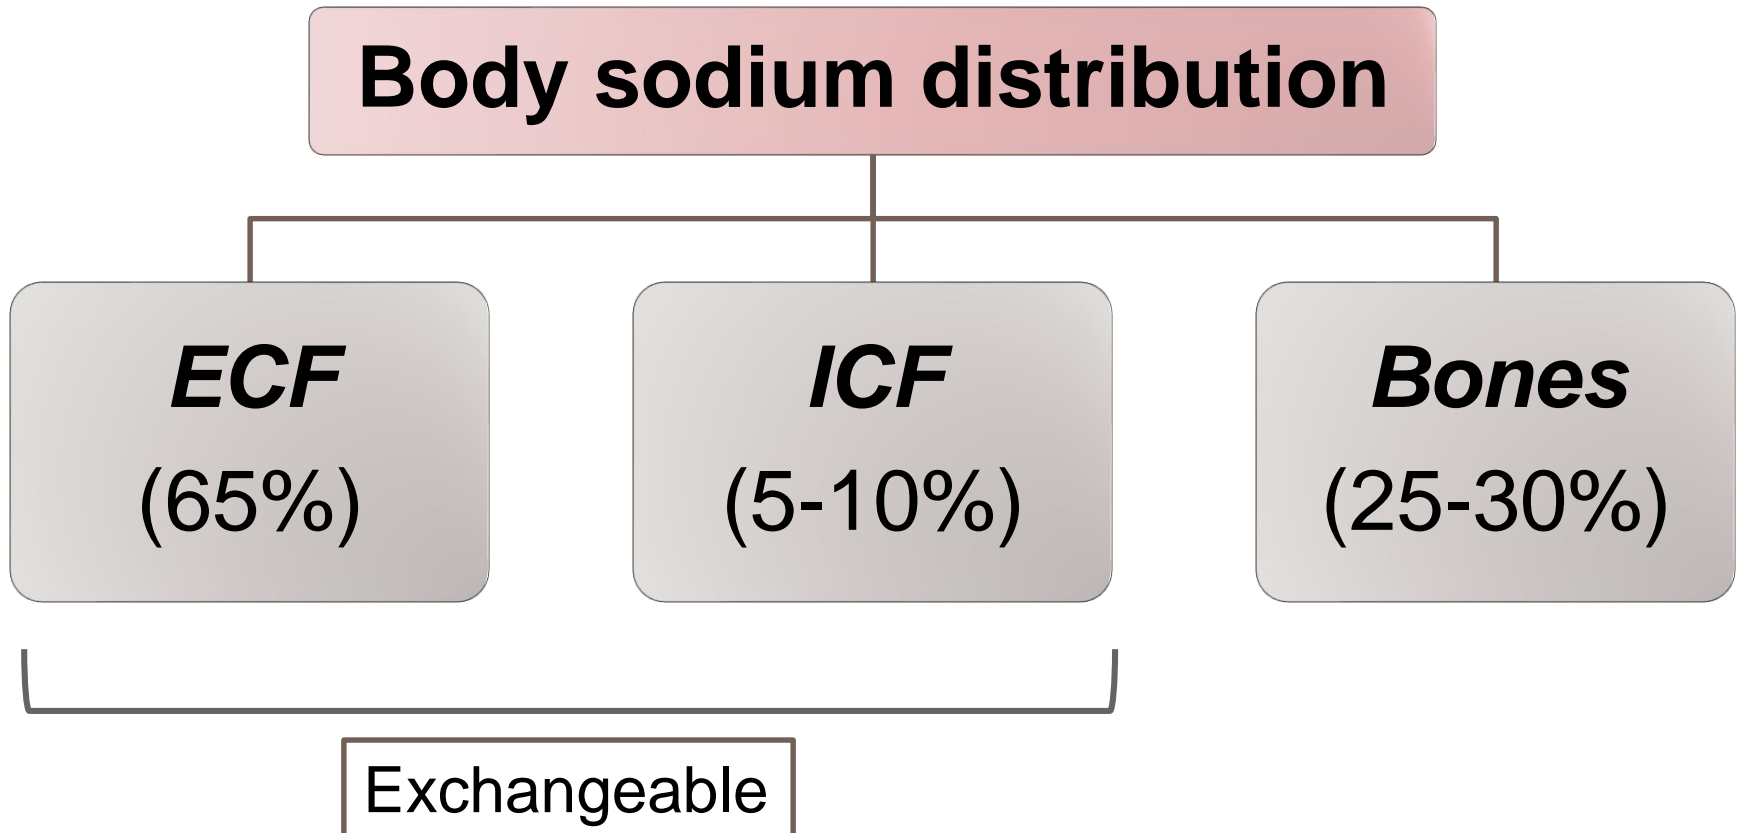 Body sodium distribution
ECF
(65%)
ICF
(5-10%)
Bones
(25-30%)
Exchangeable